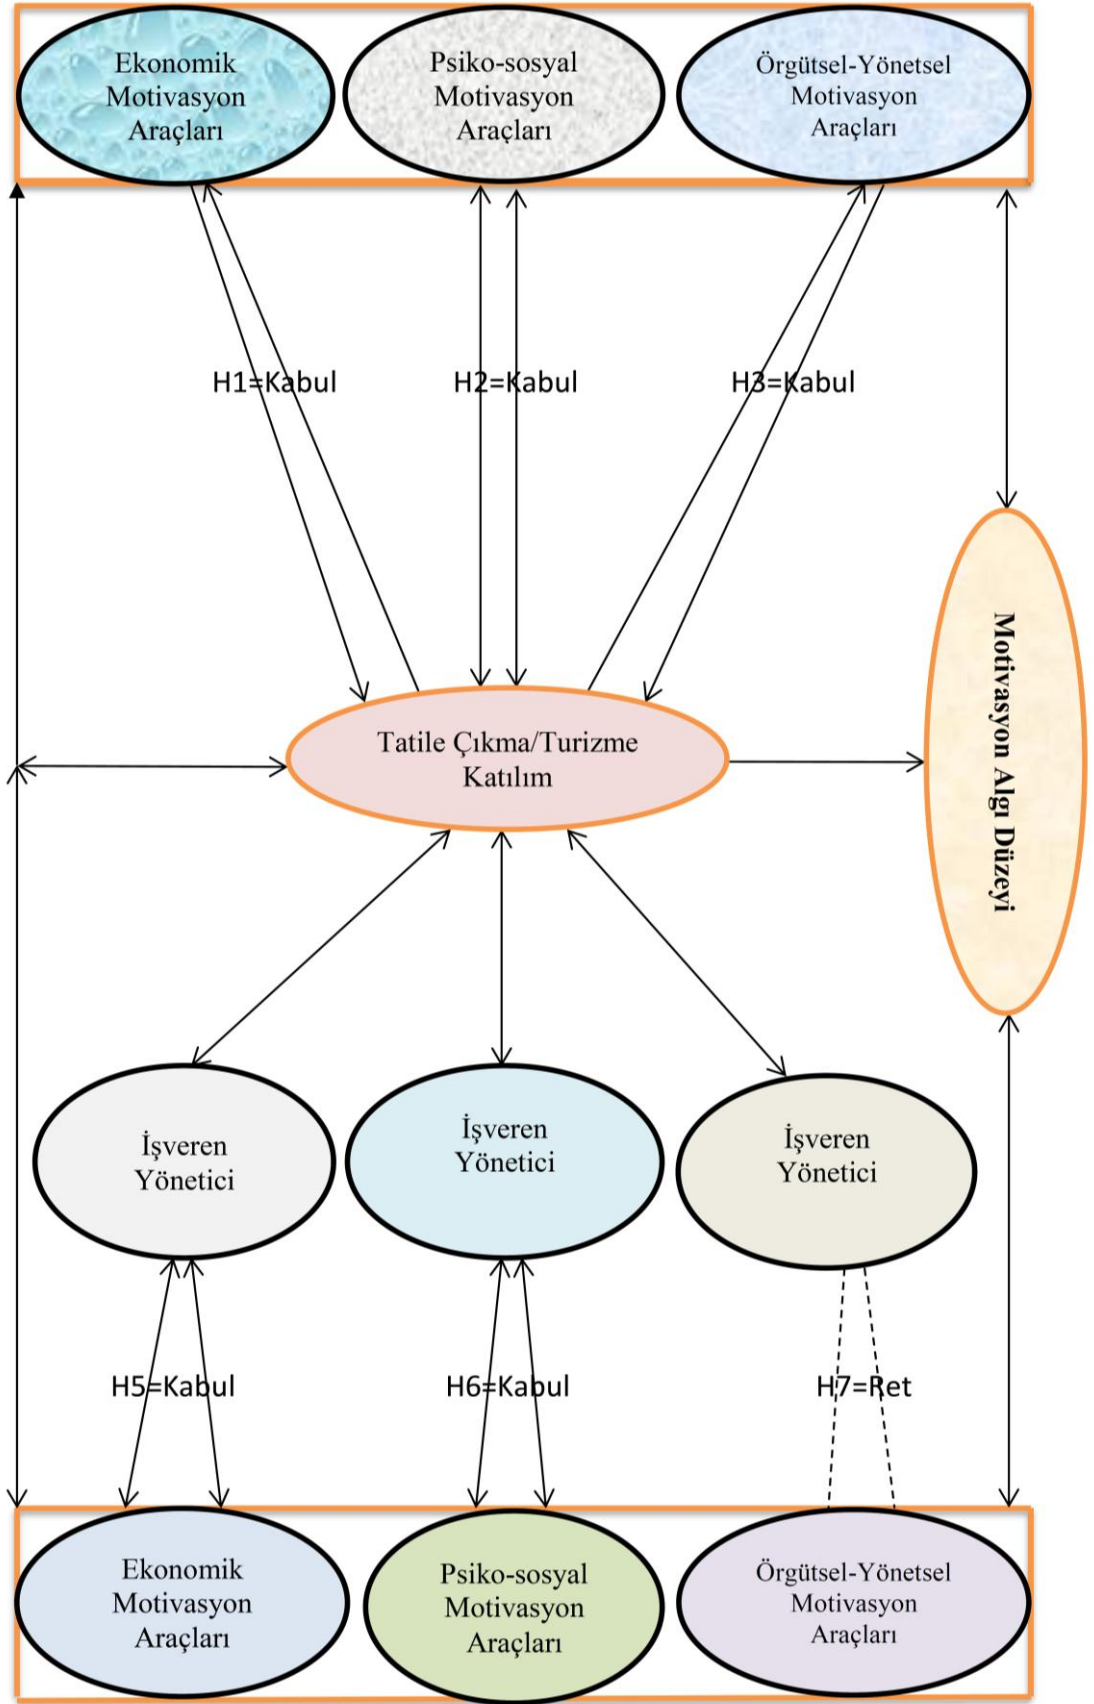 Ekonomik
Motivasyon
Araçları
Psiko-sosyal
Motivasyon
Araçları
Örgütsel-Yönetsel
Motivasyon
Araçları
H1=Kabul
H2=Kabul
H3=Kabul
Motivasyon Algı Düzeyi
Tatile Çıkma/Turizme
Katılım
İşveren
Yönetici
İşveren
Yönetici
İşveren
Yönetici
H5=Kabul
H6=Kabul
H7=Ret
Ekonomik
Motivasyon
Araçları
Psiko-sosyal
Motivasyon
Araçları
Örgütsel-Yönetsel
Motivasyon
Araçları